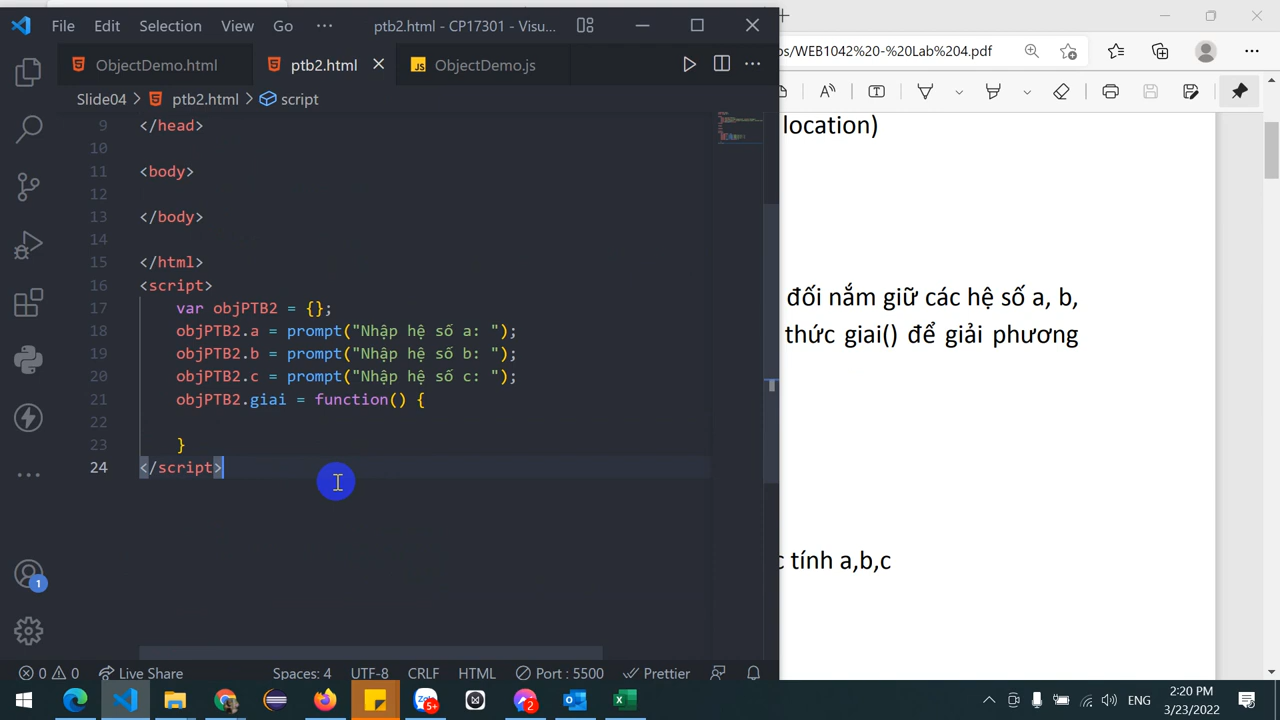 File Edit Selection View Go ··· ptb2.html - CP17301 - Visu...
ObjectDemo.html ptb2.html ObjectDemo.js
Slide04 > ptb2.html > script
9 </head>
10
11 <body>
12
13 </body>
14
15 </html>
16 <script>
17 var objPTB2 = {};
18 objPTB2.a = prompt("Nhập hệ số a: ");
19 objPTB2.b = prompt("Nhập hệ số b: ");
20 objPTB2.c = prompt("Nhập hệ số c: ");
21 objPTB2.giai = function() {
22
23 }
24 </script>
1
0 0 Live Share Spaces: 4 UTF-8 CRLF HTML Port : 5500 Prettier
/WEB1042%20-%20Lab%204.pdf
location)
đối nắm giữ các hệ số a, b,
thức giai() để giải phương
tính a,b,c
5+ 2 ENG 2:20 PM
3/23/2022